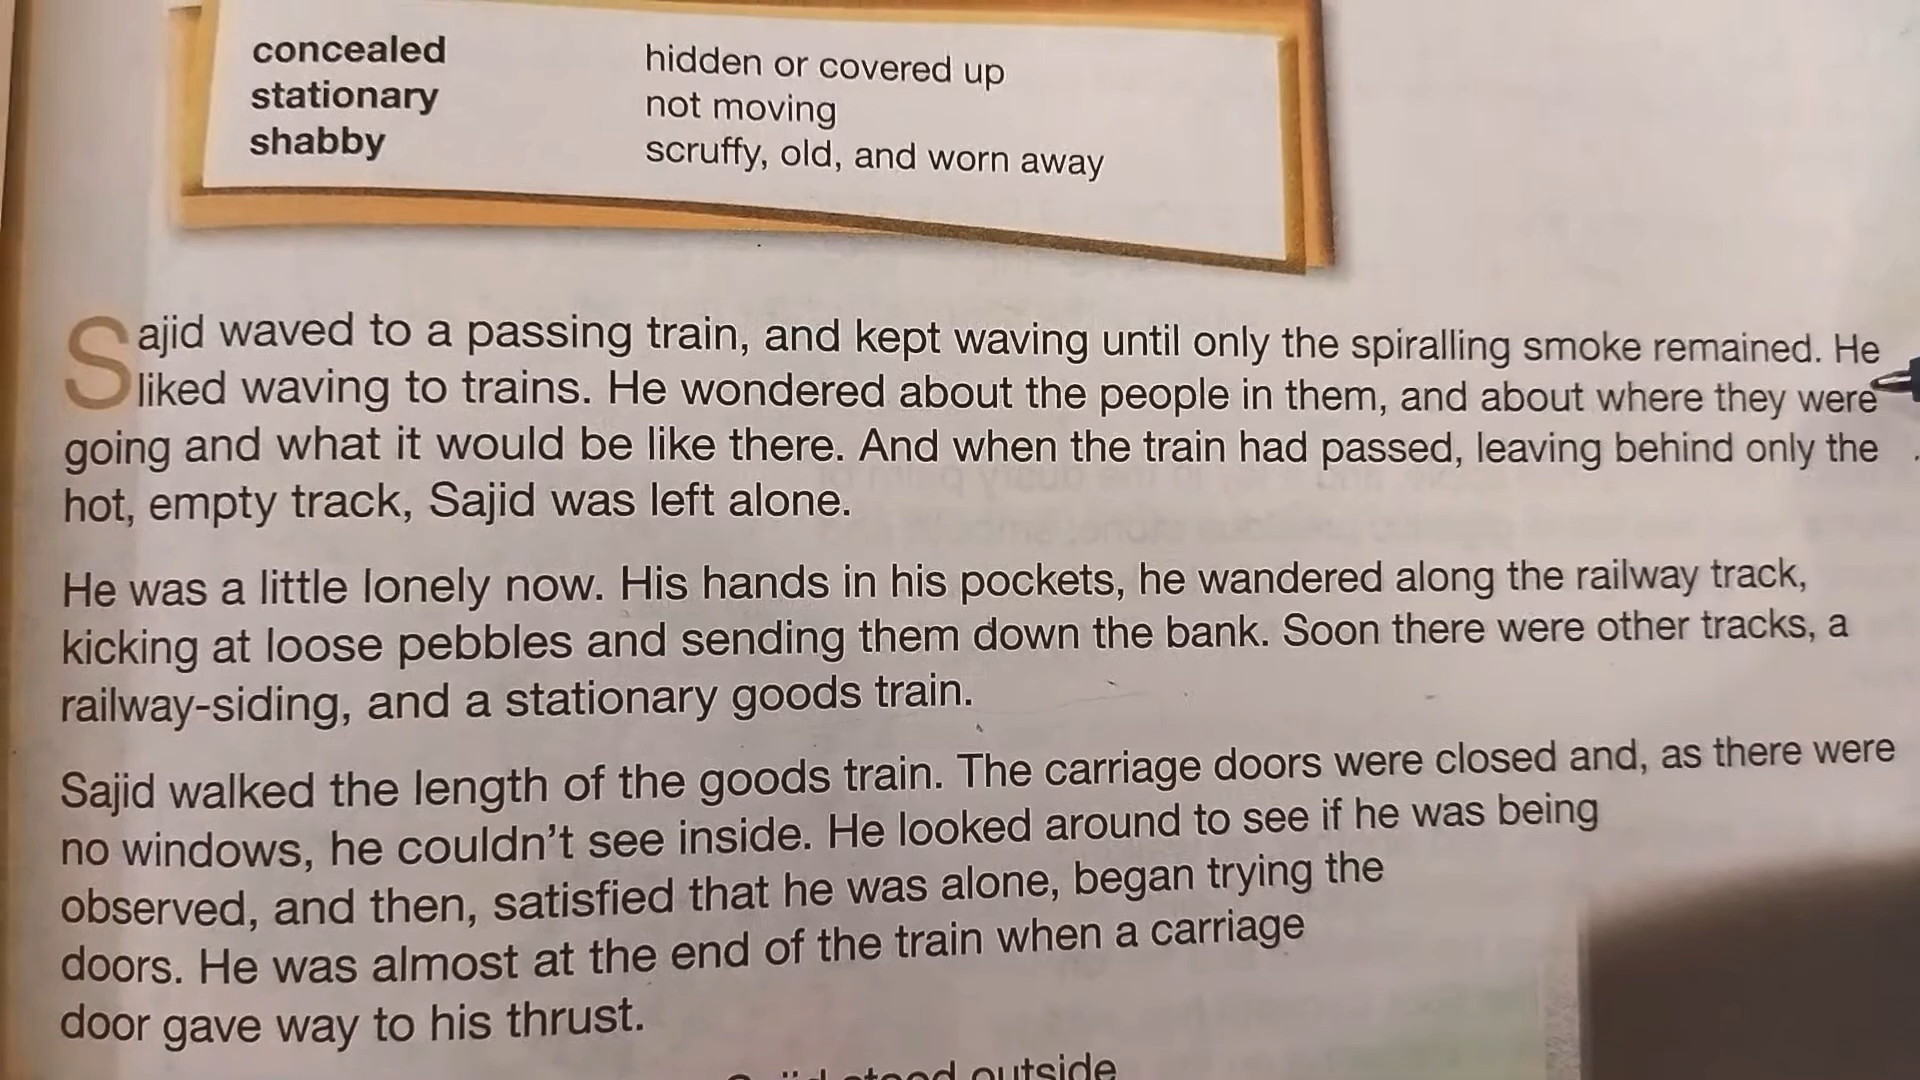 concealed hidden or covered up
stationary not moving
shabby scruffy, old, and worn away
Sajid waved to a passing train, and kept waving until only the spiralling smoke remained. He
liked waving to trains. He wondered about the people in them, and about where they were
going and what it would be like there. And when the train had passed, leaving behind only the
hot, empty track, Sajid was left alone.
He was a little lonely now. His hands in his pockets, he wandered along the railway track,
kicking at loose pebbles and sending them down the bank. Soon there were other tracks, a
railway-siding, and a stationary goods train.
Sajid walked the length of the goods train. The carriage doors were closed and, as there were
no windows, he couldn't see inside. He looked around to see if he was being
observed, and then, satisfied that he was alone, began trying the
doors. He was almost at the end of the train when a carriage
door gave way to his thrust.
stood outside